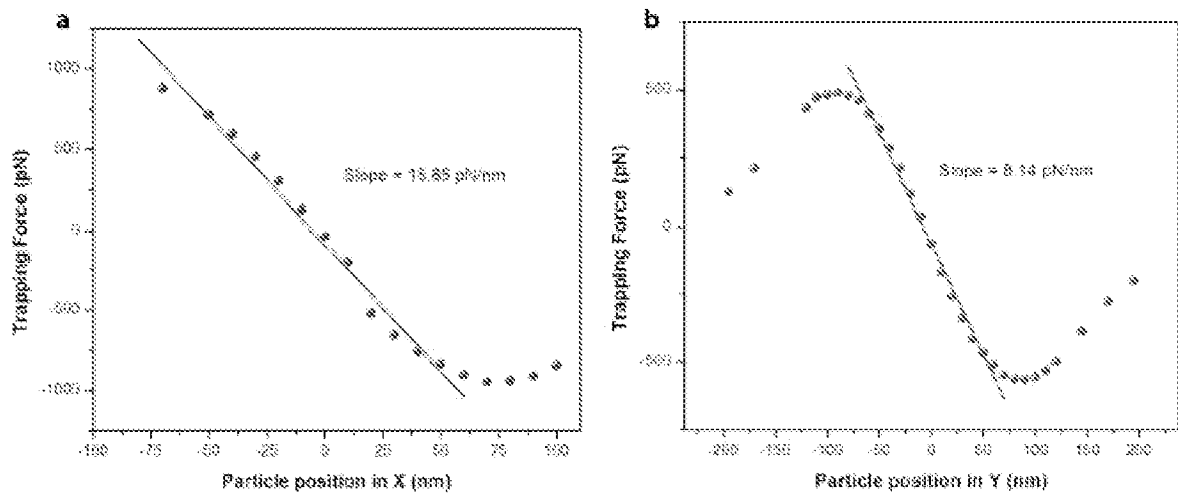 a
Trapping Force (pN)
1000
500
0
-500
-1000
Slope = pN/nm
-100 -75 -50 -25 0 25 50 75 100
Particle position in X (nm)
b
Trapping Force (pN)
500
0
-500
Slope = 8.14 pN/nm
-200 -150 -100 -50 0 50 100 150 200
Particle position in Y (nm)